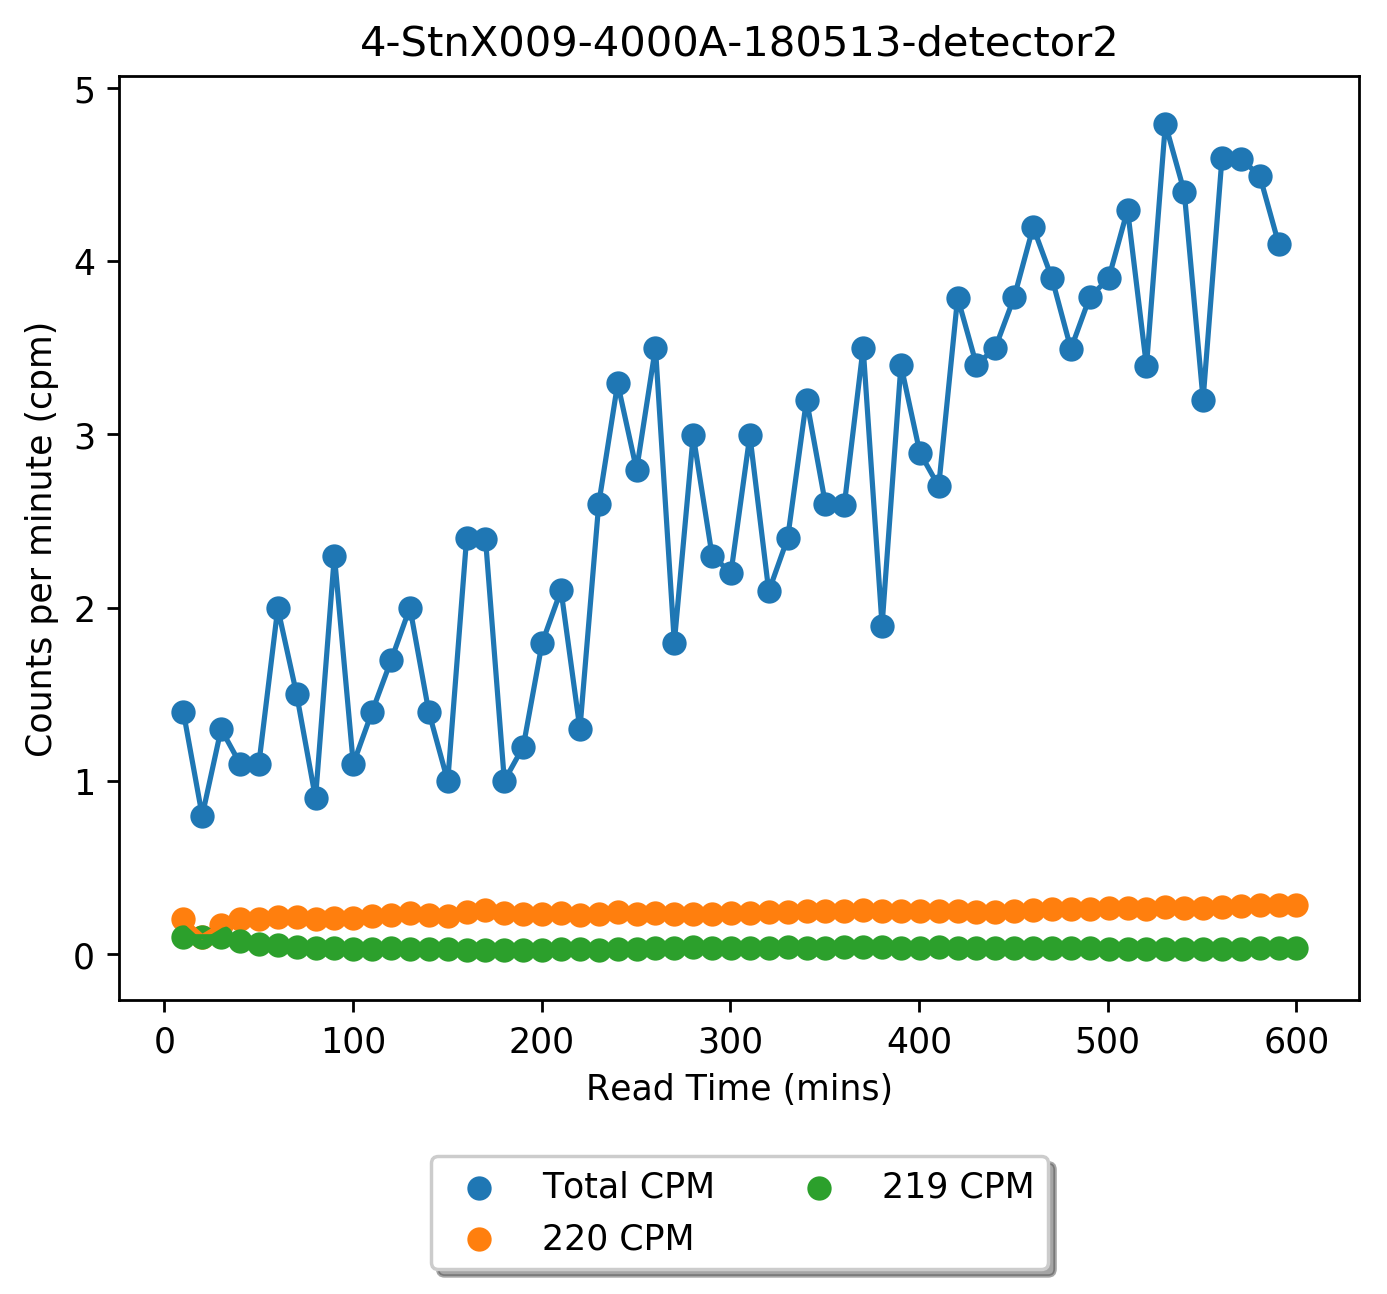 4-StnX009-4000A-180513-detector2
5
4
3
2
1
0
Counts per minute (cpm)
0 100 200 300 400 500 600
Read Time (mins)
Total CPM 219 CPM
220 CPM